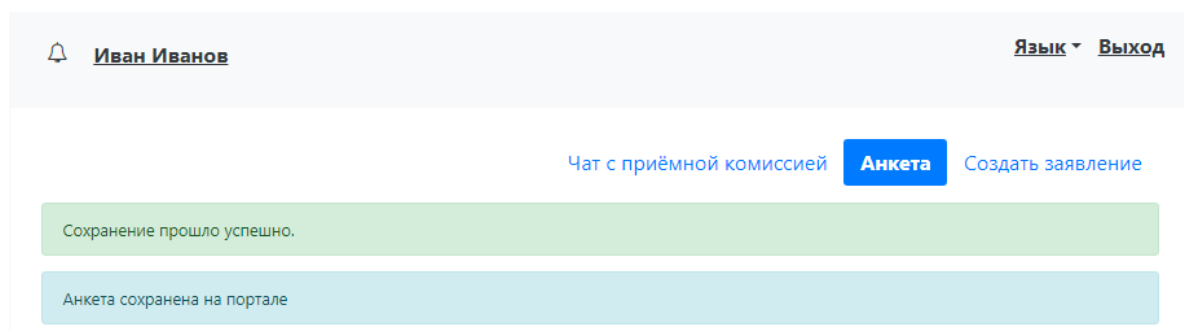 Иван Иванов Язык Выход
Чат с приёмной комиссией Анкета Создать заявление
Сохранение прошло успешно.
Анкета сохранена на портале